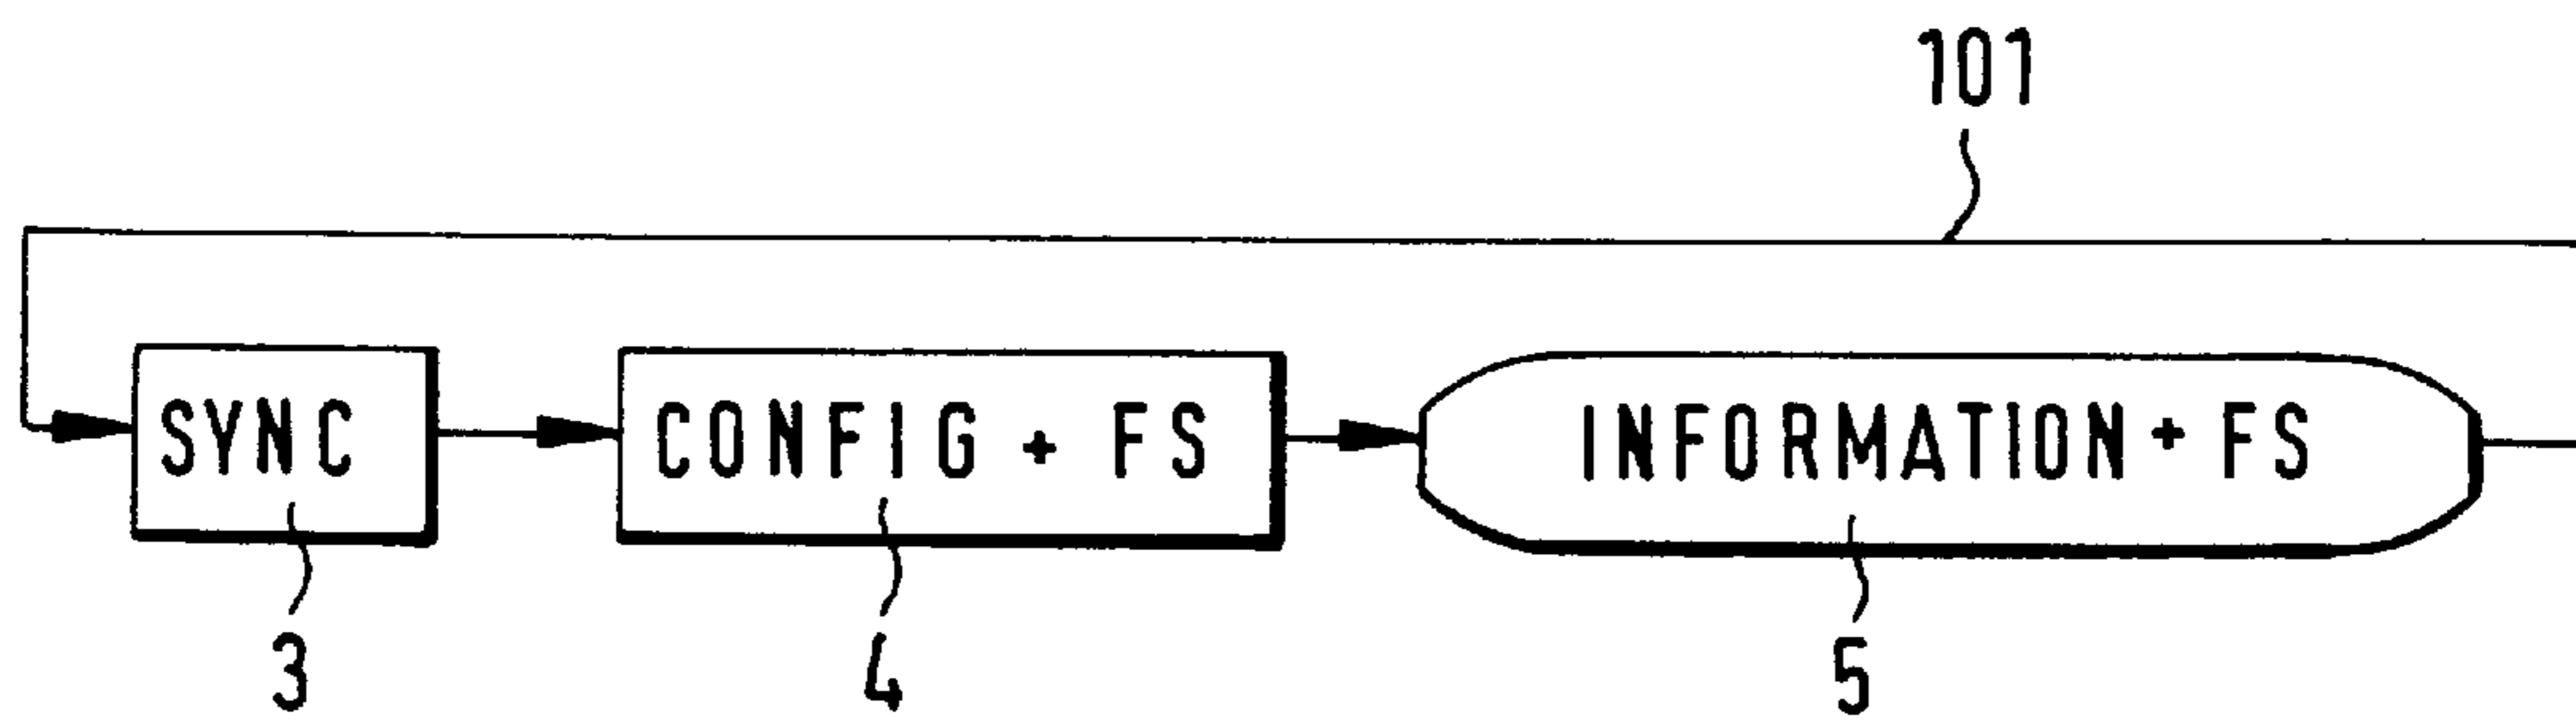 101
SYNC
CONFIG + FS
INFORMATION + FS
3
4
5